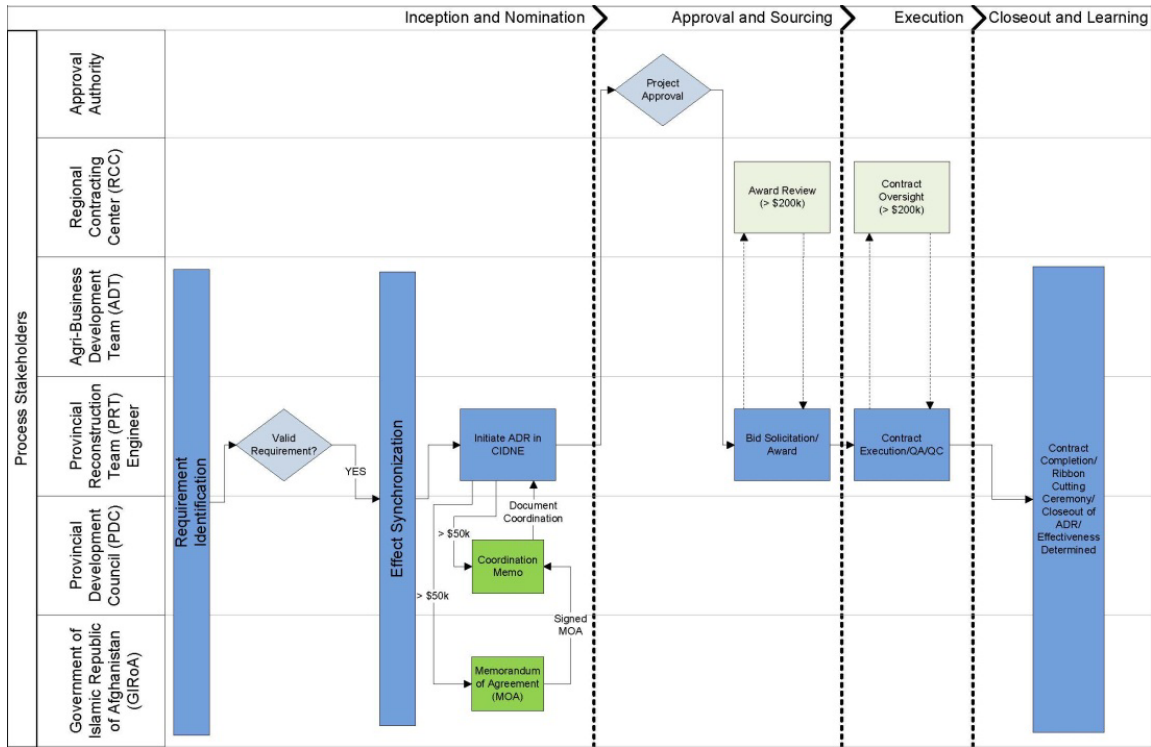 Inception and Nomination
Approval and Sourcing
Execution
Closeout and Learning
Process Stakeholders
Approval
Authority
Project
Approval
Regional
Contracting
Center (RCC)
Award Review
(> $200k)
Contract
Oversight
(> $200k)
Agri-Business
Development
Team (ADT)
Provincial
Reconstruction
Team (PRT)
Engineer
Requirement
Identification
Valid
Requirement?
YES
Effect Synchronization
Initiate ADR in
CIDNE
Bid Solicitation/
Award
Contract
Execution/QA/QC
Contract
Completion/
Ribbon
Cutting
Ceremony/
Closeout of
ADR/
Effectiveness
Determined
Provincial
Development
Council (PDC)
> $50k
Document
Coordination
Coordination
Memo
> $50k
Signed
MOA
Government of
Islamic Republic
of Afghanistan
(GIRoA)
Memorandum
of Agreement
(MOA)